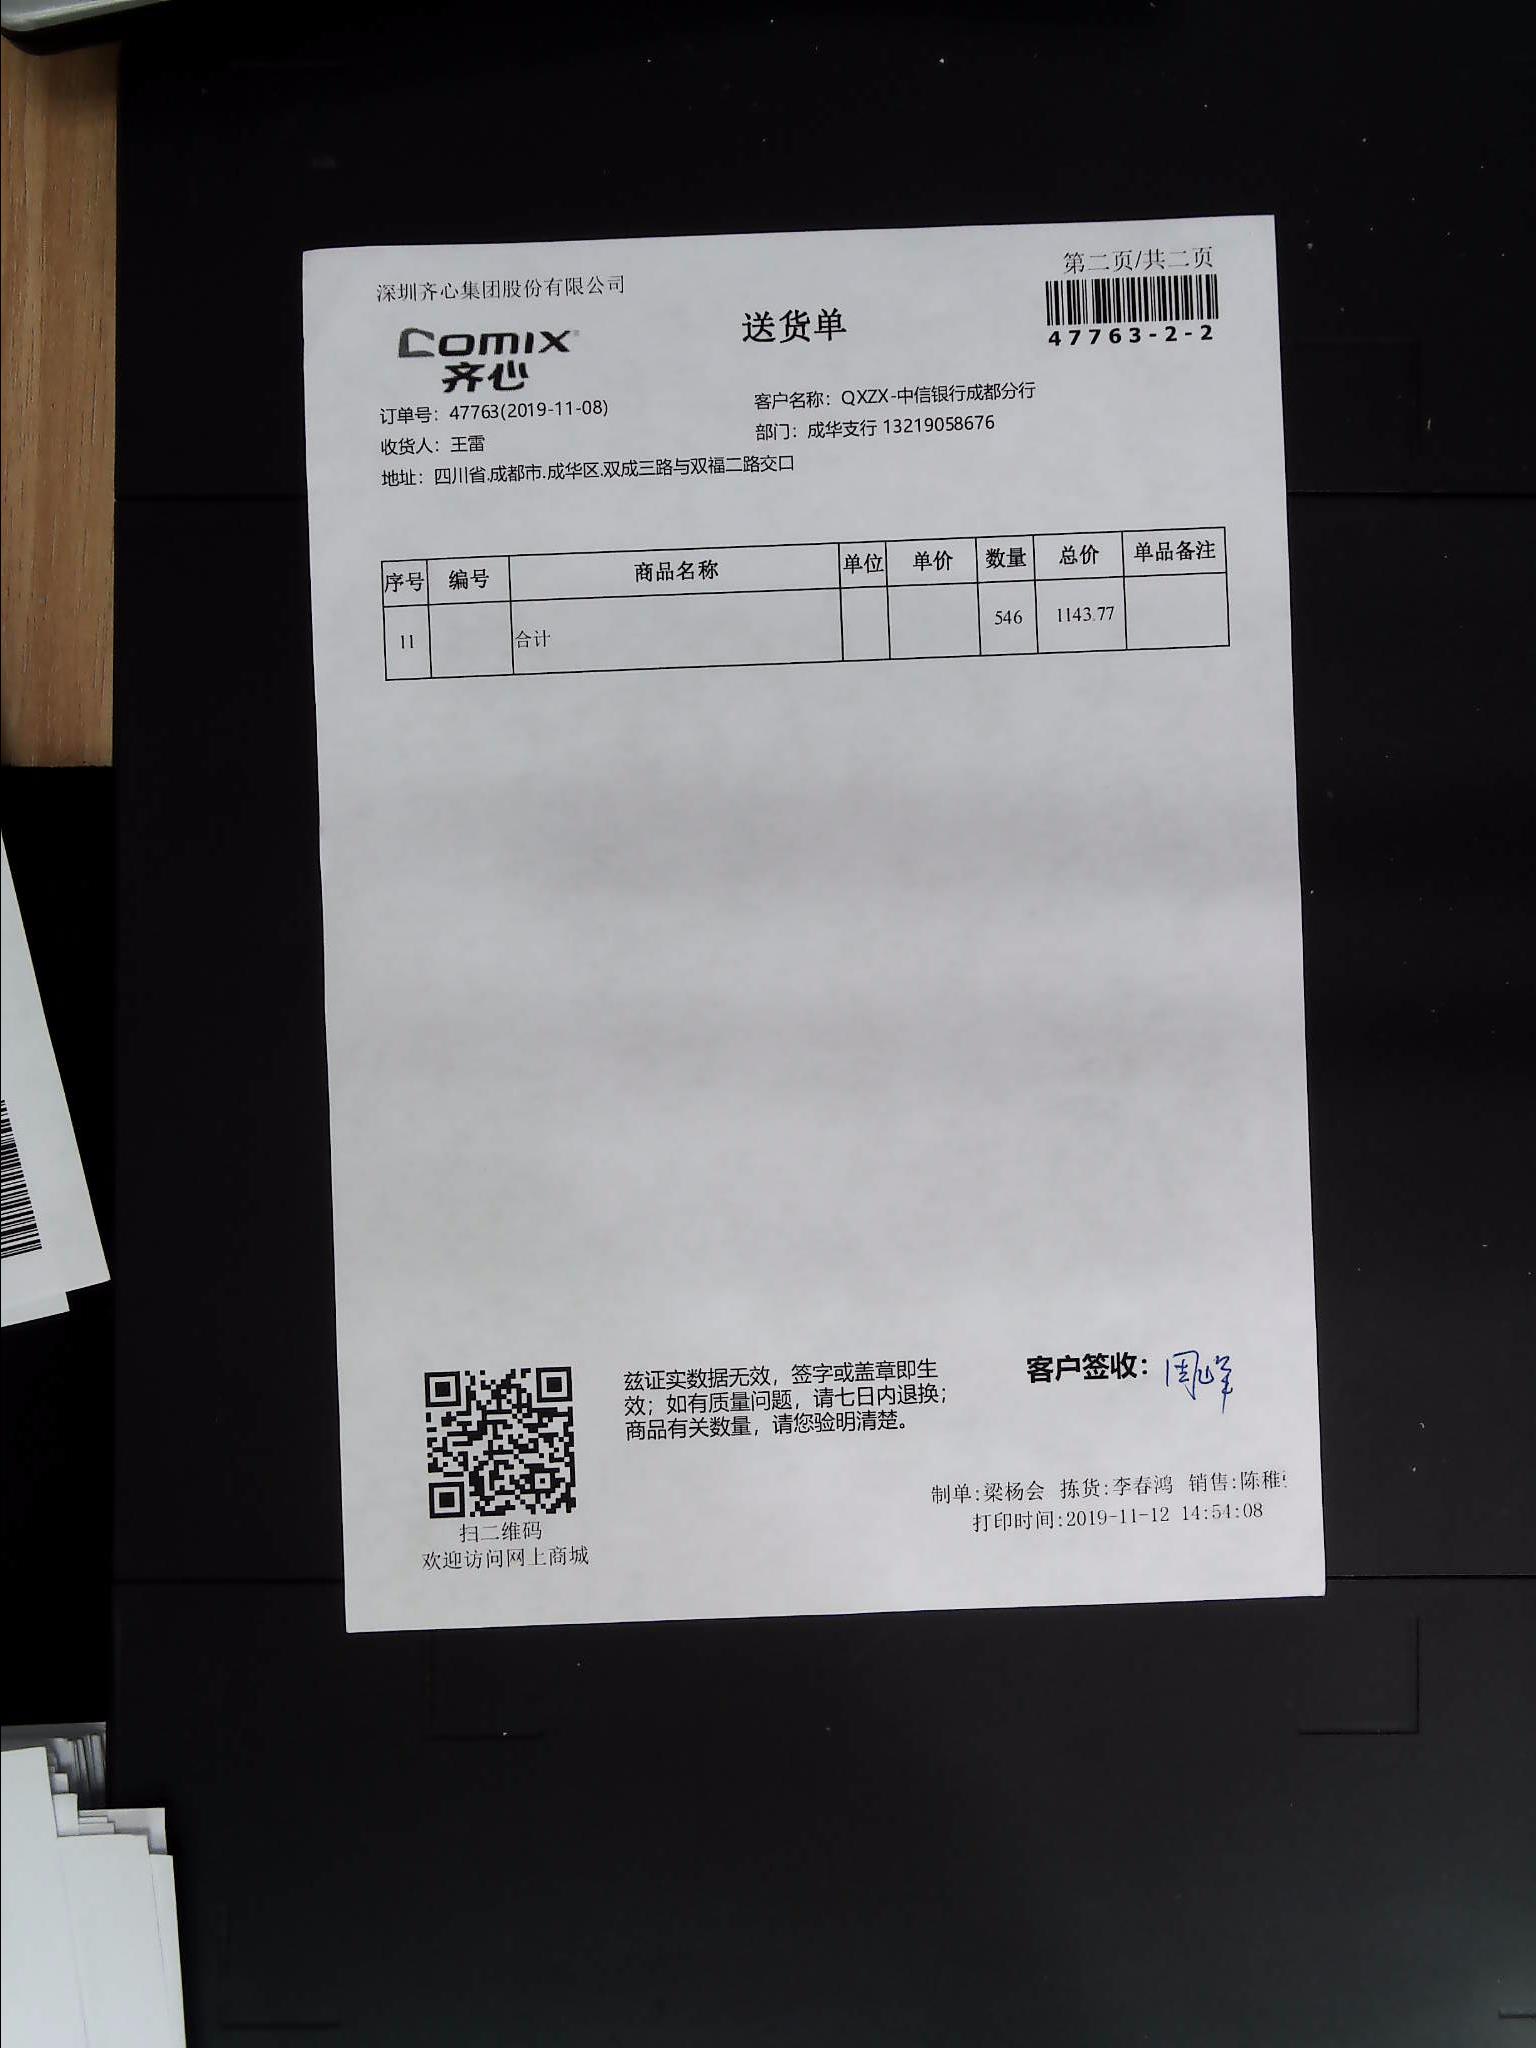 深圳齐心集团股份有限公司
第二页/共二页
COMIX
齐心
送货单
47763-2-2
订单号：47763(2019-11-08)
客户名称：QXZX-中信银行成都分行
收货人：王雷
部门：成华支行 13219058676
地址：四川省.成都市.成华区.双成三路与双福二路交口
序号 编号 商品名称 单位 单价 数量 总价 单品备注
11 合计 546 1143.77
兹证实数据无效，签字或盖章即生
效；如有质量问题，请七日内退换；
商品有关数量，请您验明清楚。
客户签收：周峰
扫二维码
欢迎访问网上商城
制单:梁杨会 拣货:李春鸿 销售:陈稚
打印时间:2019-11-12 14:54:08